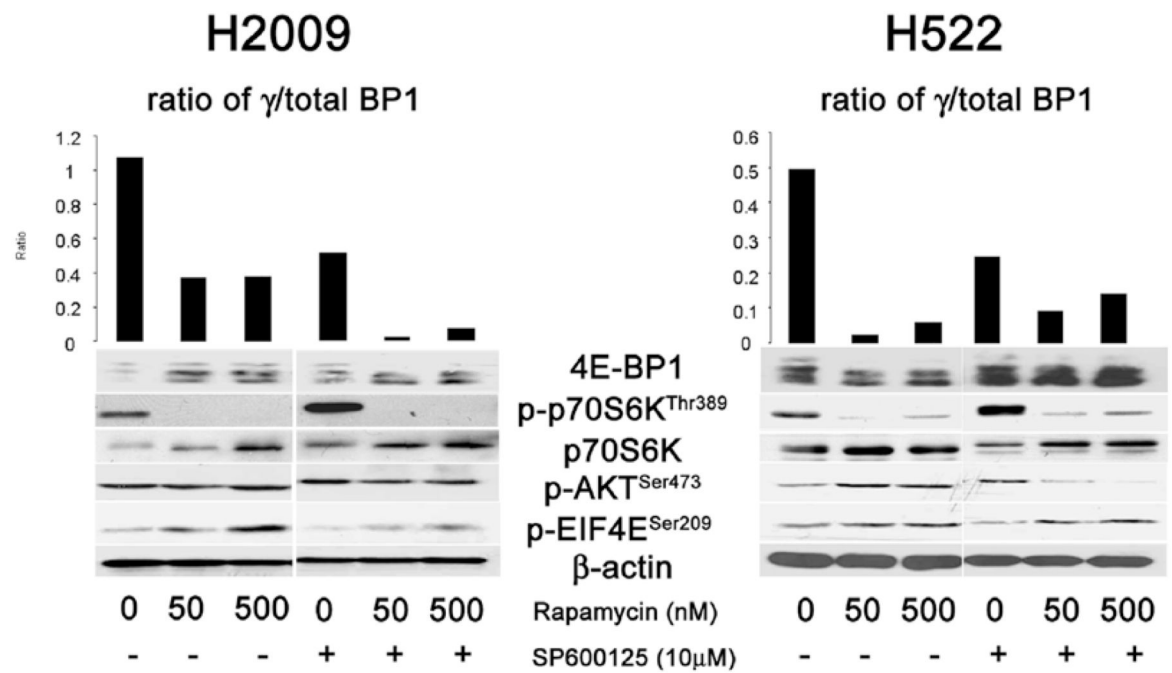 H2009
ratio of γ/total BP1
1.2
1
0.8
0.6
0.4
0.2
0
Ratio
H522
ratio of γ/total BP1
0.6
0.5
0.4
0.3
0.2
0.1
0
4E-BP1
p-p70S6K^Thr389
p70S6K
p-AKT^Ser473
p-EIF4E^Ser209
β-actin
0 50 500 0 50 500 Rapamycin (nM) 0 50 500 0 50 500
- - - + + + SP600125 (10μM) - - - + + +